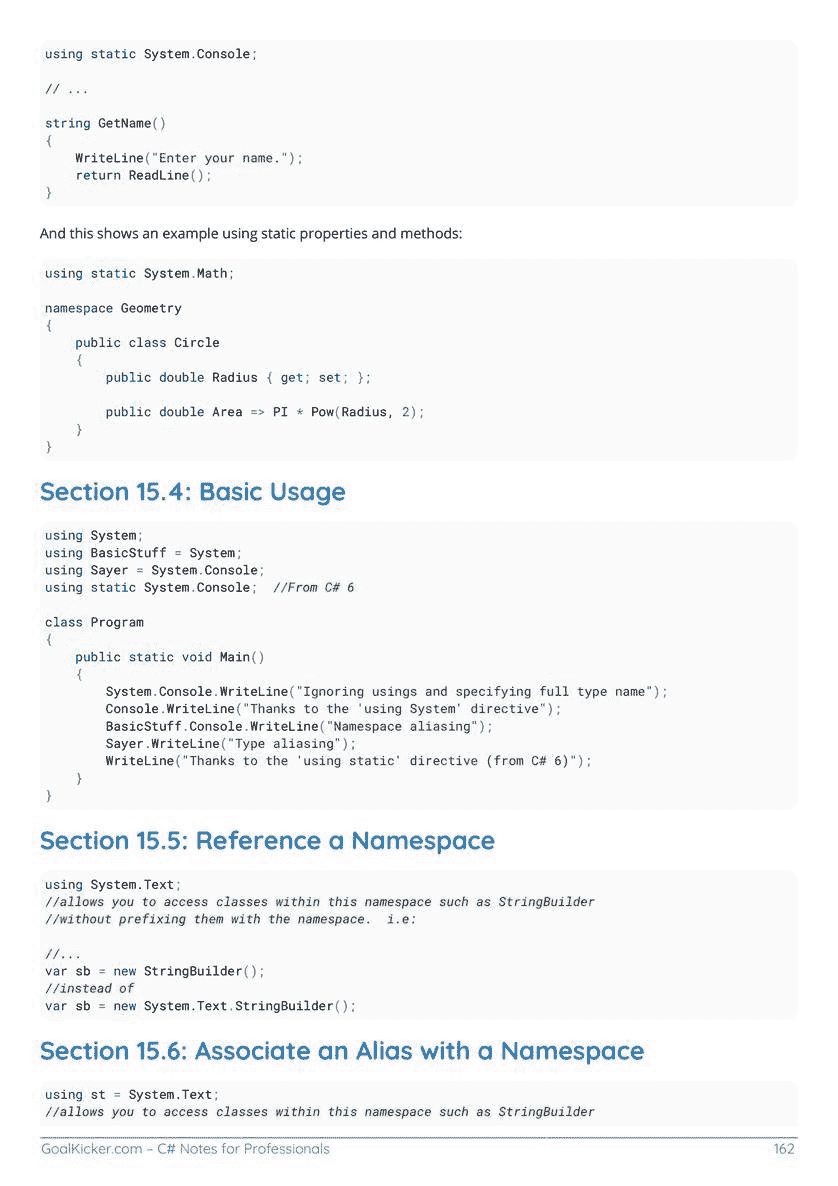 using static System.Console;
// ...
string GetName()
{
    WriteLine("Enter your name.");
    return ReadLine();
}
And this shows an example using static properties and methods:
using static System.Math;
namespace Geometry
{
    public class Circle
    {
        public double Radius { get; set; };
        public double Area => PI * Pow(Radius, 2);
    }
}
Section 15.4: Basic Usage
using System;
using BasicStuff = System;
using Sayer = System.Console;
using static System.Console;  //From C# 6
class Program
{
    public static void Main()
    {
        System.Console.WriteLine("Ignoring usings and specifying full type name");
        Console.WriteLine("Thanks to the 'using System' directive");
        BasicStuff.Console.WriteLine("Namespace aliasing");
        Sayer.WriteLine("Type aliasing");
        WriteLine("Thanks to the 'using static' directive (from C# 6)");
    }
}
Section 15.5: Reference a Namespace
using System.Text;
//allows you to access classes within this namespace such as StringBuilder
//without prefixing them with the namespace.  i.e:
//...
var sb = new StringBuilder();
//instead of
var sb = new System.Text.StringBuilder();
Section 15.6: Associate an Alias with a Namespace
using st = System.Text;
//allows you to access classes within this namespace such as StringBuilder
GoalKicker.com – C# Notes for Professionals 162